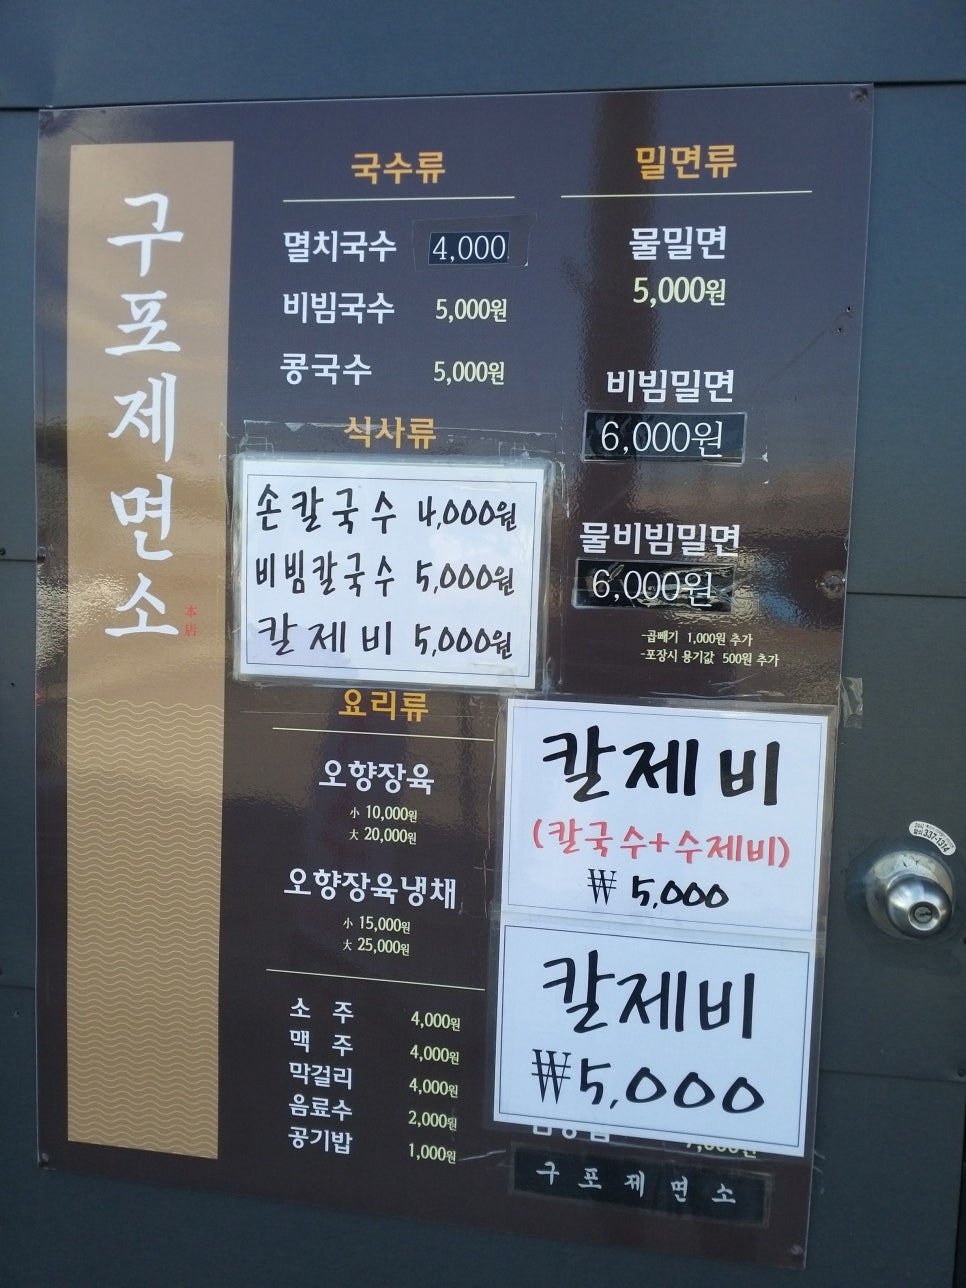 구포제면소
本店
국수류
멸치국수 4,000
비빔국수 5,000원
콩국수 5,000원
식사류
손칼국수 4,000원
비빔칼국수 5,000원
칼제비 5,000원
요리류
오향장육
小 10,000원
大 20,000원
오향장육냉채
小 15,000원
大 25,000원
소주 4,000원
맥주 4,000원
막걸리 4,000원
음료수 2,000원
공기밥 1,000원
밀면류
물밀면
5,000원
비빔밀면
6,000원
물비빔밀면
6,000원
-곱빼기 1,000원 추가
-포장시 용기값 500원 추가
칼제비
(칼국수+수제비)
₩ 5,000
칼제비
₩5,000
구포제면소
337-1314